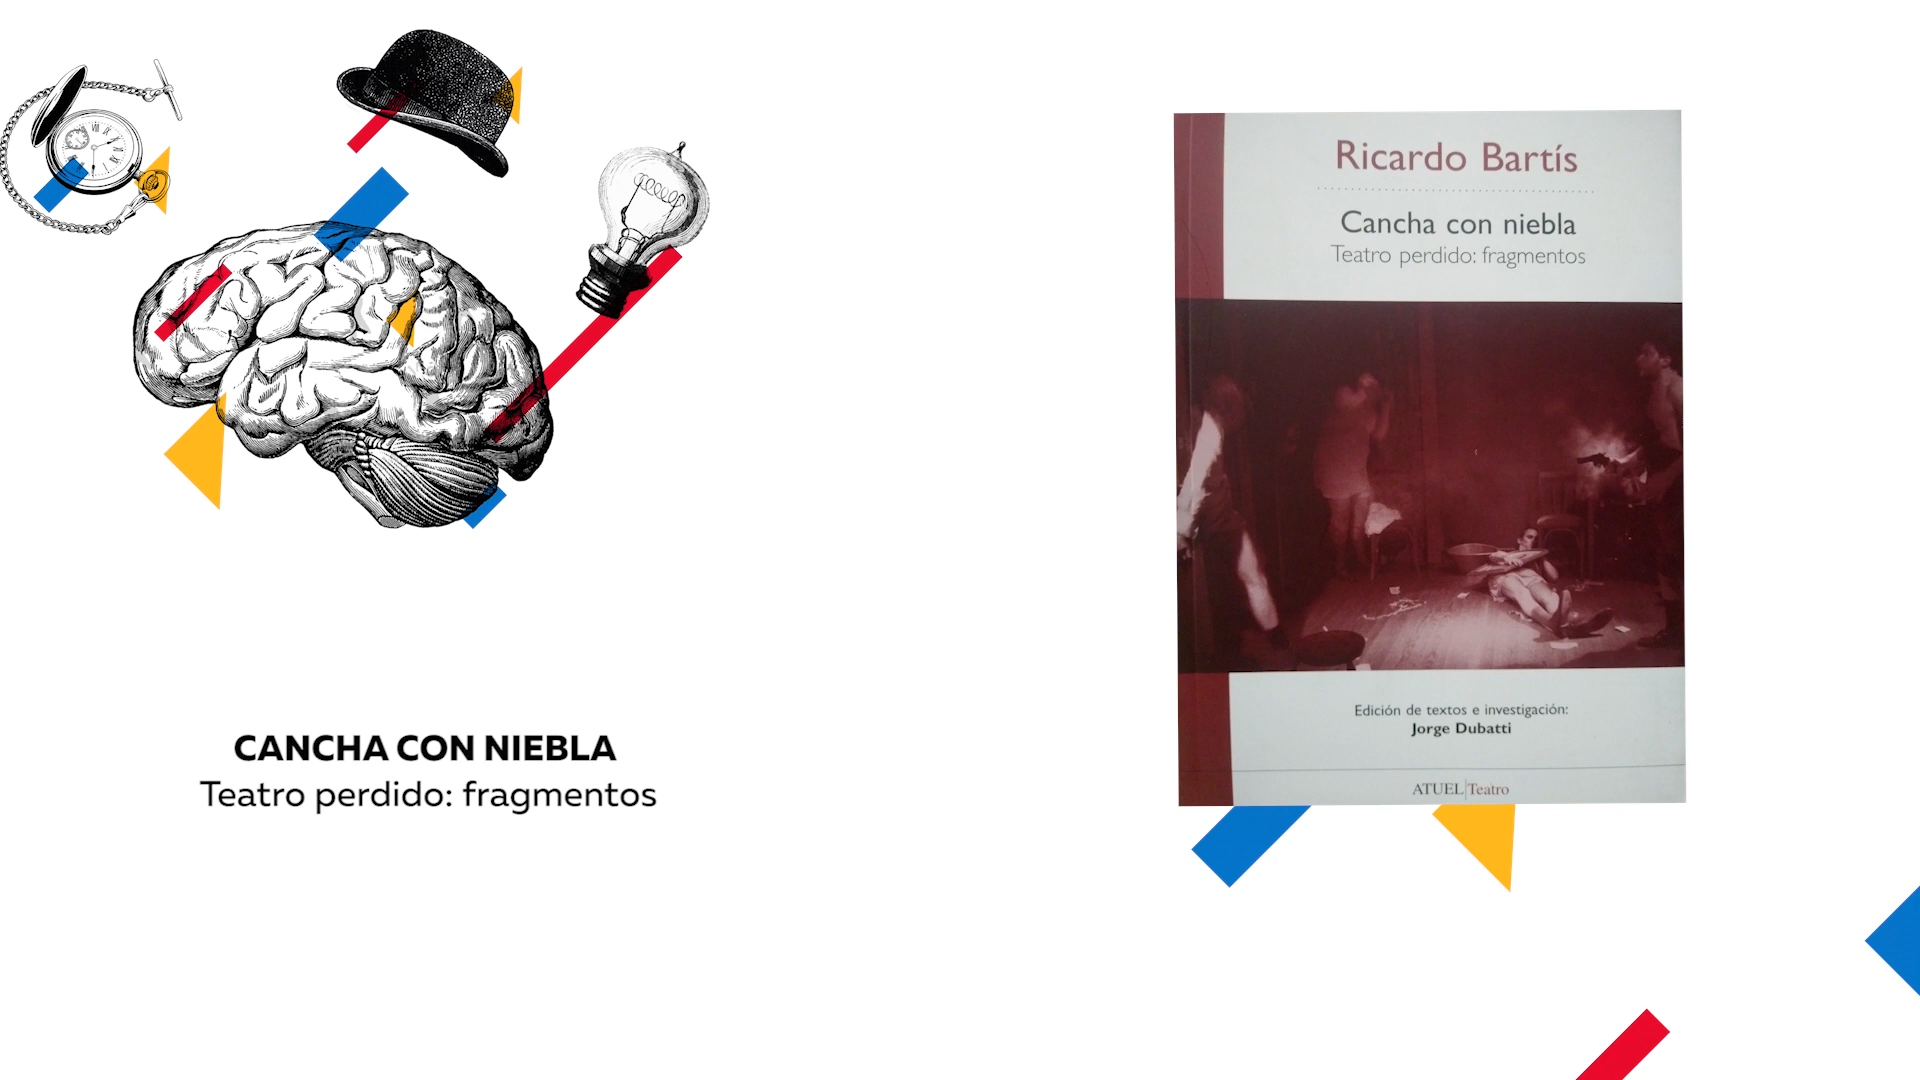 CANCHA CON NIEBLA
Teatro perdido: fragmentos
Ricardo Bartís
Cancha con niebla
Teatro perdido: fragmentos
Edición de textos e investigación:
Jorge Dubatti
ATUEL|Teatro